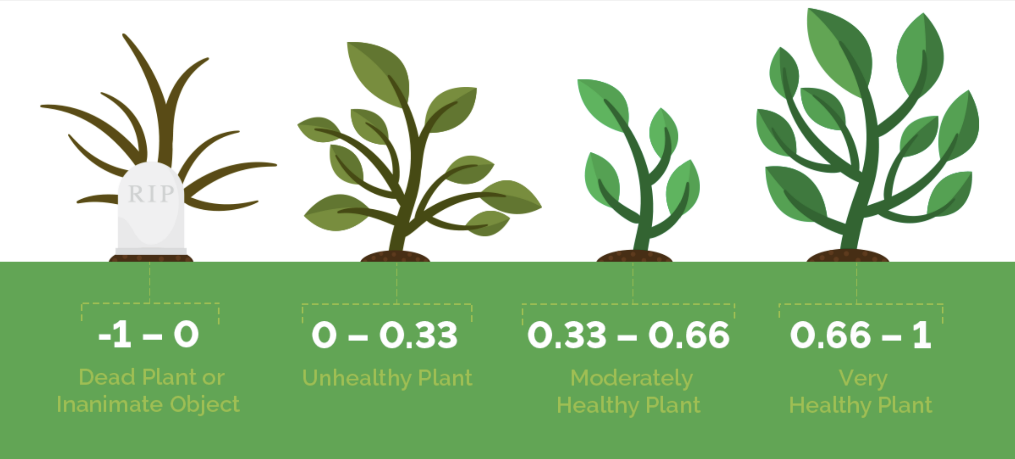 RIP
-1 – 0
Dead Plant or
Inanimate Object
0 – 0.33
Unhealthy Plant
0.33 – 0.66
Moderately
Healthy Plant
0.66 – 1
Very
Healthy Plant